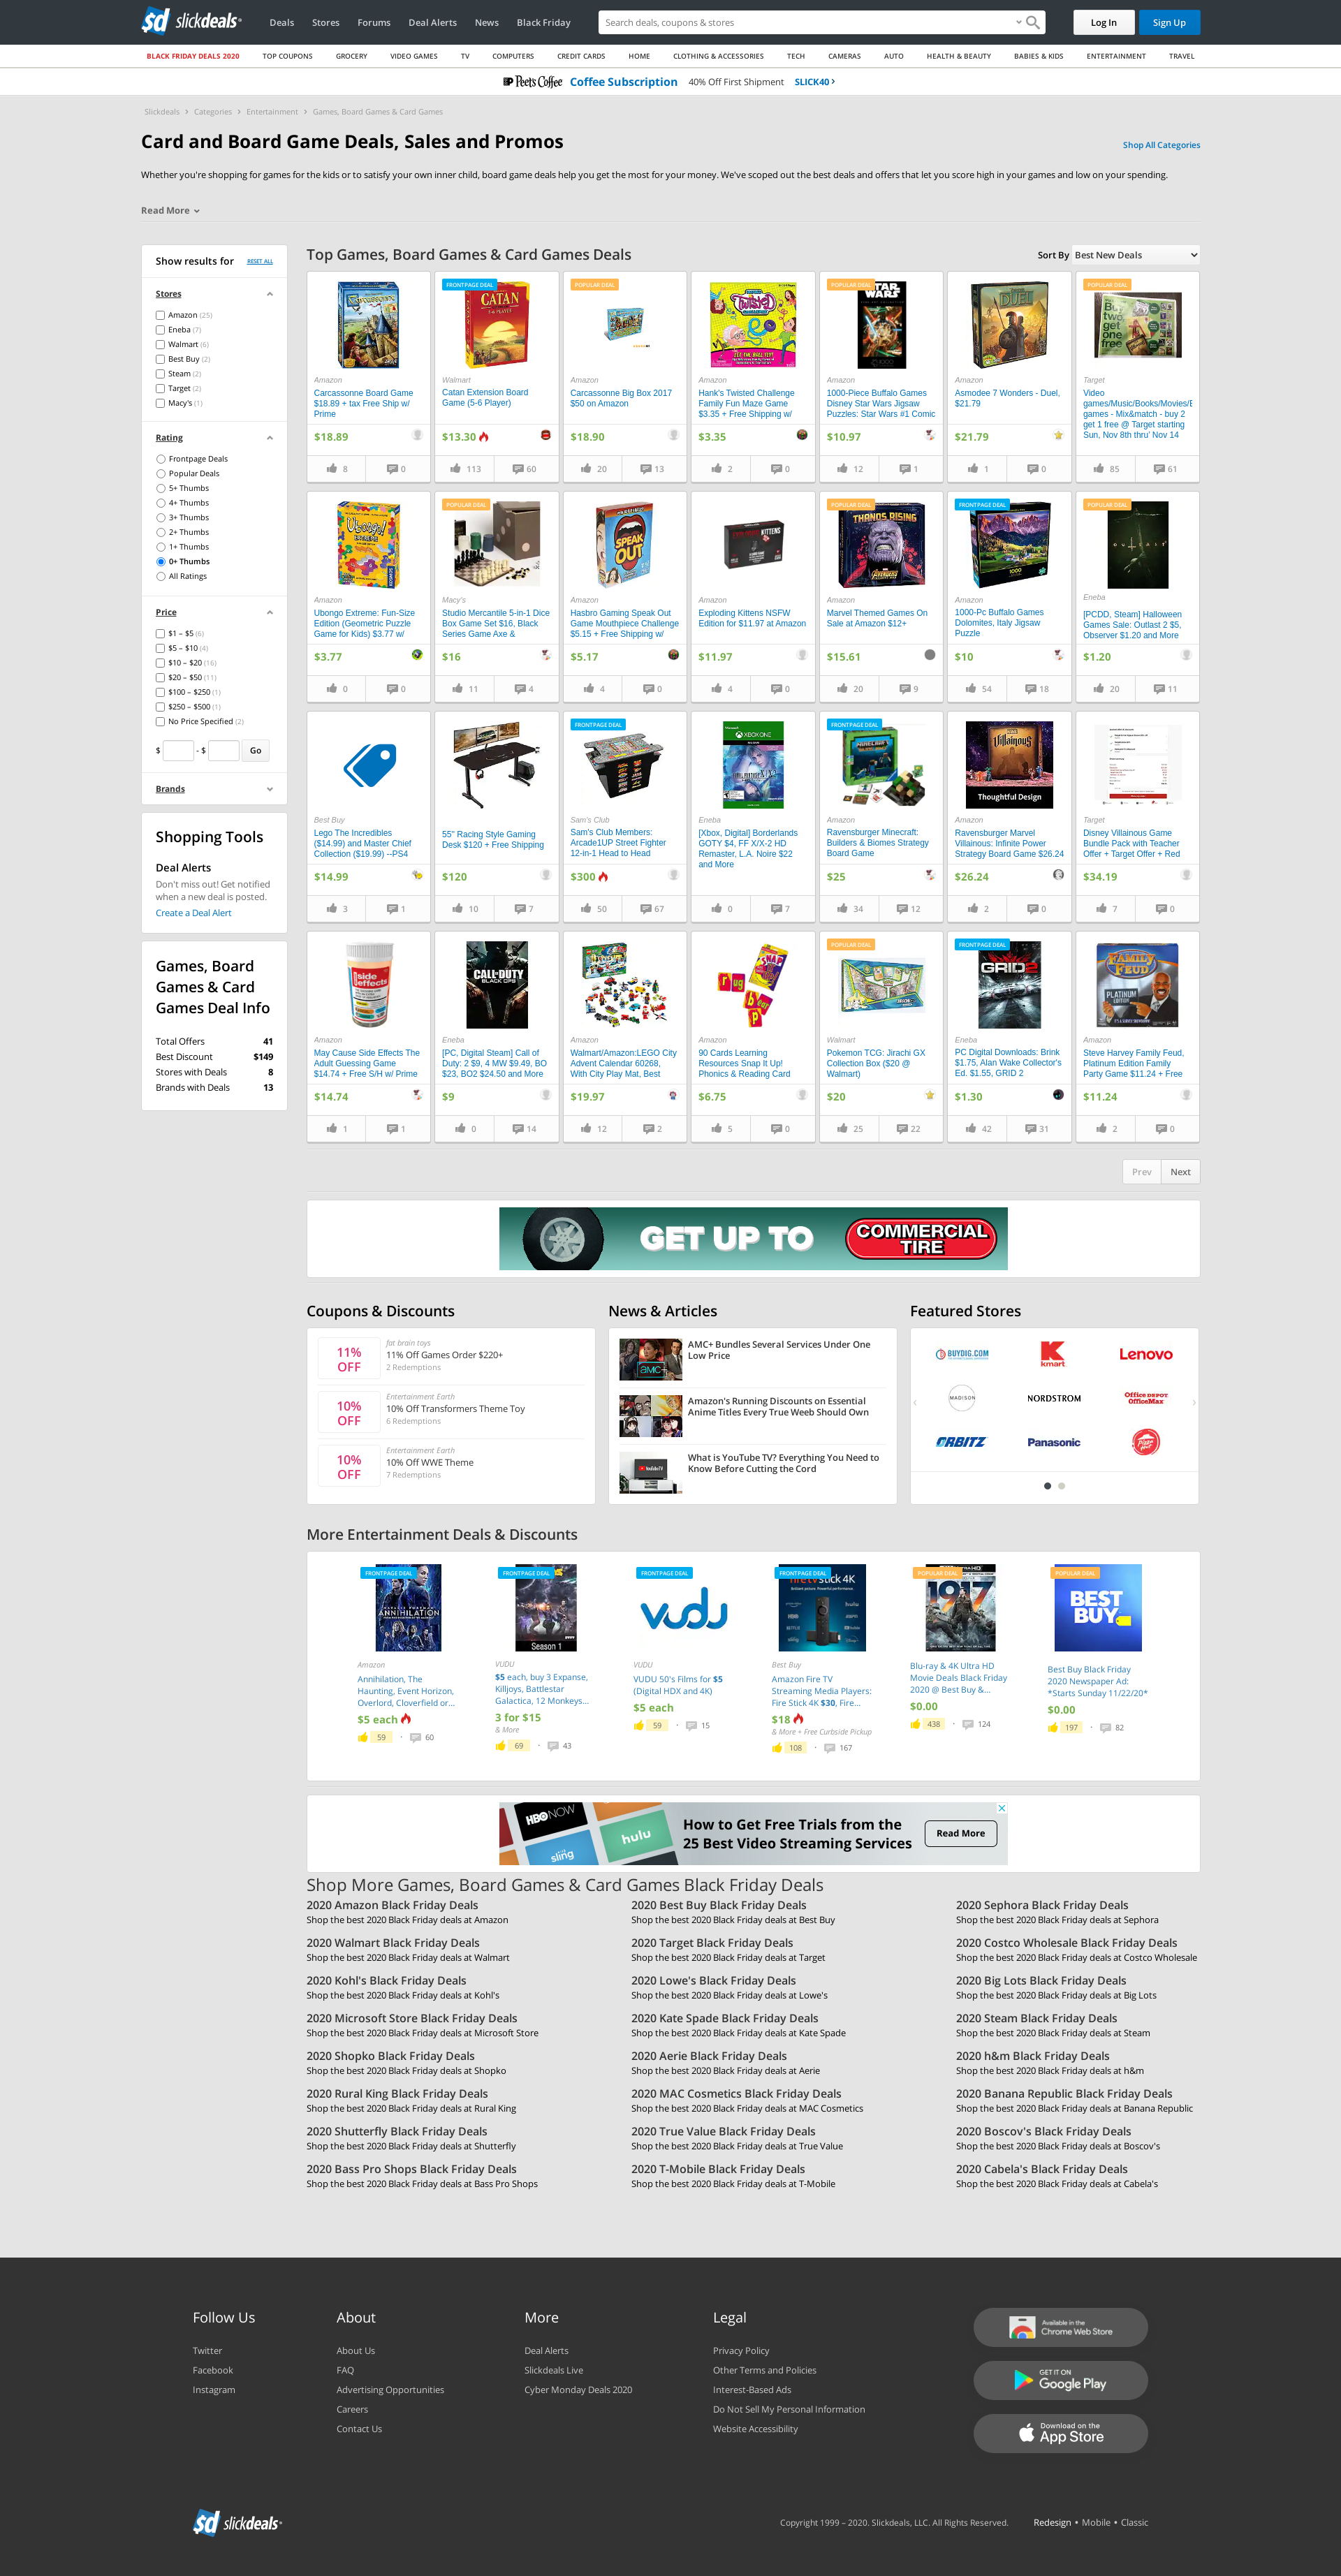 slickdeals
Deals
Stores
Forums
Deal Alerts
News
Black Friday
Search deals, coupons & stores
Log In
Sign Up
BLACK FRIDAY DEALS 2020
TOP COUPONS
GROCERY
VIDEO GAMES
TV
COMPUTERS
CREDIT CARDS
HOME
CLOTHING & ACCESSORIES
TECH
CAMERAS
AUTO
HEALTH & BEAUTY
BABIES & KIDS
ENTERTAINMENT
TRAVEL
Peet's Coffee Coffee Subscription 40% Off First Shipment SLICK40
Slickdeals › Categories › Entertainment › Games, Board Games & Card Games
Card and Board Game Deals, Sales and Promos
Shop All Categories
Whether you're shopping for games for the kids or to satisfy your own inner child, board game deals help you get the most for your money. We've scoped out the best deals and offers that let you score high in your games and low on your spending.
Read More
Show results for RESET ALL
Stores
Amazon (25)
Eneba (7)
Walmart (6)
Best Buy (2)
Steam (2)
Target (2)
Macy's (1)
Rating
Frontpage Deals
Popular Deals
5+ Thumbs
4+ Thumbs
3+ Thumbs
2+ Thumbs
1+ Thumbs
0+ Thumbs
All Ratings
Price
$1 – $5 (6)
$5 – $10 (4)
$10 – $20 (16)
$20 – $50 (11)
$100 – $250 (1)
$250 – $500 (1)
No Price Specified (2)
$ - $ Go
Brands
Shopping Tools
Deal Alerts
Don't miss out! Get notified
when a new deal is posted.
Create a Deal Alert
Games, Board
Games & Card
Games Deal Info
Total Offers 41
Best Discount $149
Stores with Deals 8
Brands with Deals 13
Top Games, Board Games & Card Games Deals
Sort By Best New Deals
Amazon
Carcassonne Board Game
$18.89 + tax Free Ship w/
Prime
$18.89
8 0
FRONTPAGE DEAL
CATAN
Walmart
Catan Extension Board
Game (5-6 Player)
$13.30
113 60
POPULAR DEAL
Amazon
Carcassonne Big Box 2017
$50 on Amazon
$18.90
20 13
Twisted
Amazon
Hank's Twisted Challenge
Family Fun Maze Game
$3.35 + Free Shipping w/
$3.35
2 0
POPULAR DEAL
STAR WARS
Amazon
1000-Piece Buffalo Games
Disney Star Wars Jigsaw
Puzzles: Star Wars #1 Comic
$10.97
12 1
DUEL
Amazon
Asmodee 7 Wonders - Duel,
$21.79
$21.79
1 0
POPULAR DEAL
Buy two get one free
Target
Video
games/Music/Books/Movies/E
games - Mix&match - buy 2
get 1 free @ Target starting
Sun, Nov 8th thru' Nov 14
85 61
Ubongo!
Amazon
Ubongo Extreme: Fun-Size
Edition (Geometric Puzzle
Game for Kids) $3.77 w/
$3.77
0 0
POPULAR DEAL
Macy's
Studio Mercantile 5-in-1 Dice
Box Game Set $16, Black
Series Game Axe &
$16
11 4
SPEAK OUT
Amazon
Hasbro Gaming Speak Out
Game Mouthpiece Challenge
$5.15 + Free Shipping w/
$5.17
4 0
KITTENS
Amazon
Exploding Kittens NSFW
Edition for $11.97 at Amazon
$11.97
4 0
POPULAR DEAL
THANOS RISING
Amazon
Marvel Themed Games On
Sale at Amazon $12+
$15.61
20 9
FRONTPAGE DEAL
Amazon
1000-Pc Buffalo Games
Dolomites, Italy Jigsaw
Puzzle
$10
54 18
POPULAR DEAL
OUTLAST
Eneba
[PCDD, Steam] Halloween
Games Sale: Outlast 2 $5,
Observer $1.20 and More
$1.20
20 11
Best Buy
Lego The Incredibles
($14.99) and Master Chief
Collection ($19.99) --PS4
$14.99
3 1
55" Racing Style Gaming
Desk $120 + Free Shipping
$120
10 7
FRONTPAGE DEAL
Sam's Club
Sam's Club Members:
Arcade1UP Street Fighter
12-in-1 Head to Head
$300
50 67
XBOX ONE
Eneba
[Xbox, Digital] Borderlands
GOTY $4, FF X/X-2 HD
Remaster, L.A. Noire $22
and More
0 7
FRONTPAGE DEAL
MINECRAFT
Amazon
Ravensburger Minecraft:
Builders & Biomes Strategy
Board Game
$25
34 12
Villainous
Thoughtful Design
Amazon
Ravensburger Marvel
Villainous: Infinite Power
Strategy Board Game $26.24
$26.24
2 0
Target
Disney Villainous Game
Bundle Pack with Teacher
Offer + Target Offer + Red
$34.19
7 0
side effects
Amazon
May Cause Side Effects The
Adult Guessing Game
$14.74 + Free S/H w/ Prime
$14.74
1 1
CALL OF DUTY
BLACK OPS
Eneba
[PC, Digital Steam] Call of
Duty: 2 $9, 4 MW $9.49, BO
$23, BO2 $24.50 and More
$9
0 14
Amazon
Walmart/Amazon:LEGO City
Advent Calendar 60268,
With City Play Mat, Best
$19.97
12 2
SNAP
rug
b ear
p
Amazon
90 Cards Learning
Resources Snap It Up!
Phonics & Reading Card
$6.75
5 0
POPULAR DEAL
Walmart
Pokemon TCG: Jirachi GX
Collection Box ($20 @
Walmart)
$20
25 22
FRONTPAGE DEAL
GRID 2
Eneba
PC Digital Downloads: Brink
$1.75, Alan Wake Collector's
Ed. $1.55, GRID 2
$1.30
42 31
FAMILY FEUD
PLATINUM EDITION
Amazon
Steve Harvey Family Feud,
Platinum Edition Family
Party Game $11.24 + Free
$11.24
2 0
Prev Next
GET UP TO COMMERCIAL TIRE
Coupons & Discounts
11% OFF
fat brain toys
11% Off Games Order $220+
2 Redemptions
10% OFF
Entertainment Earth
10% Off Transformers Theme Toy
6 Redemptions
10% OFF
Entertainment Earth
10% Off WWE Theme
7 Redemptions
News & Articles
amc+
AMC+ Bundles Several Services Under One
Low Price
Amazon's Running Discounts on Essential
Anime Titles Every True Weeb Should Own
YouTube TV
What is YouTube TV? Everything You Need to
Know Before Cutting the Cord
Featured Stores
BUYDIG.COM
kmart
Lenovo
MADISON
NORDSTROM
Office DEPOT OfficeMax
ORBITZ
Panasonic
Pizza Hut
More Entertainment Deals & Discounts
FRONTPAGE DEAL
ANNIHILATION
Amazon
Annihilation, The
Haunting, Event Horizon,
Overlord, Cloverfield or...
$5 each
59 · 60
FRONTPAGE DEAL
Season 1
VUDU
$5 each, buy 3 Expanse,
Killjoys, Battlestar
Galactica, 12 Monkeys...
3 for $15
& More
69 · 43
FRONTPAGE DEAL
vudu
VUDU
VUDU 50's Films for $5
(Digital HDX and 4K)
$5 each
59 · 15
FRONTPAGE DEAL
fire tv stick 4K
Best Buy
Amazon Fire TV
Streaming Media Players:
Fire Stick 4K $30, Fire...
$18
& More + Free Curbside Pickup
108 · 167
POPULAR DEAL
1917
Blu-ray & 4K Ultra HD
Movie Deals Black Friday
2020 @ Best Buy &...
$0.00
438 · 124
POPULAR DEAL
BEST BUY
Best Buy Black Friday
2020 Newspaper Ad:
*Starts Sunday 11/22/20*
$0.00
197 · 82
HBO NOW
hulu
sling
How to Get Free Trials from the
25 Best Video Streaming Services
Read More
Shop More Games, Board Games & Card Games Black Friday Deals
2020 Amazon Black Friday Deals
Shop the best 2020 Black Friday deals at Amazon
2020 Best Buy Black Friday Deals
Shop the best 2020 Black Friday deals at Best Buy
2020 Sephora Black Friday Deals
Shop the best 2020 Black Friday deals at Sephora
2020 Walmart Black Friday Deals
Shop the best 2020 Black Friday deals at Walmart
2020 Target Black Friday Deals
Shop the best 2020 Black Friday deals at Target
2020 Costco Wholesale Black Friday Deals
Shop the best 2020 Black Friday deals at Costco Wholesale
2020 Kohl's Black Friday Deals
Shop the best 2020 Black Friday deals at Kohl's
2020 Lowe's Black Friday Deals
Shop the best 2020 Black Friday deals at Lowe's
2020 Big Lots Black Friday Deals
Shop the best 2020 Black Friday deals at Big Lots
2020 Microsoft Store Black Friday Deals
Shop the best 2020 Black Friday deals at Microsoft Store
2020 Kate Spade Black Friday Deals
Shop the best 2020 Black Friday deals at Kate Spade
2020 Steam Black Friday Deals
Shop the best 2020 Black Friday deals at Steam
2020 Shopko Black Friday Deals
Shop the best 2020 Black Friday deals at Shopko
2020 Aerie Black Friday Deals
Shop the best 2020 Black Friday deals at Aerie
2020 h&m Black Friday Deals
Shop the best 2020 Black Friday deals at h&m
2020 Rural King Black Friday Deals
Shop the best 2020 Black Friday deals at Rural King
2020 MAC Cosmetics Black Friday Deals
Shop the best 2020 Black Friday deals at MAC Cosmetics
2020 Banana Republic Black Friday Deals
Shop the best 2020 Black Friday deals at Banana Republic
2020 Shutterfly Black Friday Deals
Shop the best 2020 Black Friday deals at Shutterfly
2020 True Value Black Friday Deals
Shop the best 2020 Black Friday deals at True Value
2020 Boscov's Black Friday Deals
Shop the best 2020 Black Friday deals at Boscov's
2020 Bass Pro Shops Black Friday Deals
Shop the best 2020 Black Friday deals at Bass Pro Shops
2020 T-Mobile Black Friday Deals
Shop the best 2020 Black Friday deals at T-Mobile
2020 Cabela's Black Friday Deals
Shop the best 2020 Black Friday deals at Cabela's
Follow Us
Twitter
Facebook
Instagram
About
About Us
FAQ
Advertising Opportunities
Careers
Contact Us
More
Deal Alerts
Slickdeals Live
Cyber Monday Deals 2020
Legal
Privacy Policy
Other Terms and Policies
Interest-Based Ads
Do Not Sell My Personal Information
Website Accessibility
Available in the
Chrome Web Store
GET IT ON
Google Play
Download on the
App Store
slickdeals
Copyright 1999 – 2020. Slickdeals, LLC. All Rights Reserved.
Redesign • Mobile • Classic